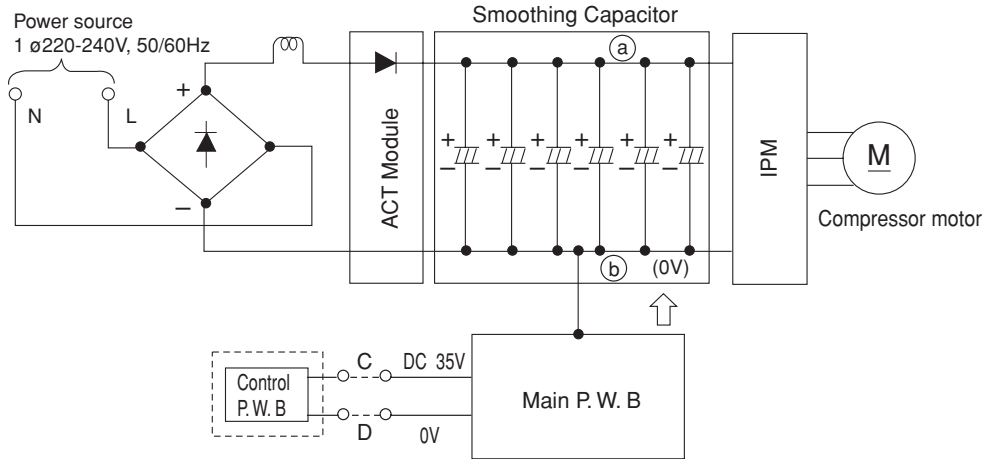 Smoothing Capacitor
Power source
1 ø220-240V, 50/60Hz
N
L
+
−
ACT Module
a
+ + + + + +
− − − − − −
b
(0V)
IPM
M
Compressor motor
Control
P. W. B
C
DC 35V
D
0V
Main P. W. B